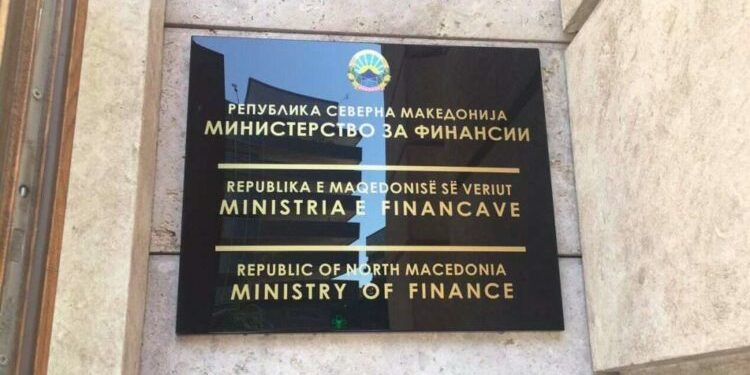 РЕПУБЛИКА СЕВЕРНА МАКЕДОНИЈА
МИНИСТЕРСТВО ЗА ФИНАНСИИ
REPUBLIKA E MAQEDONISË SË VERIUT
MINISTRIA E FINANCAVE
REPUBLIC OF NORTH MACEDONIA
MINISTRY OF FINANCE